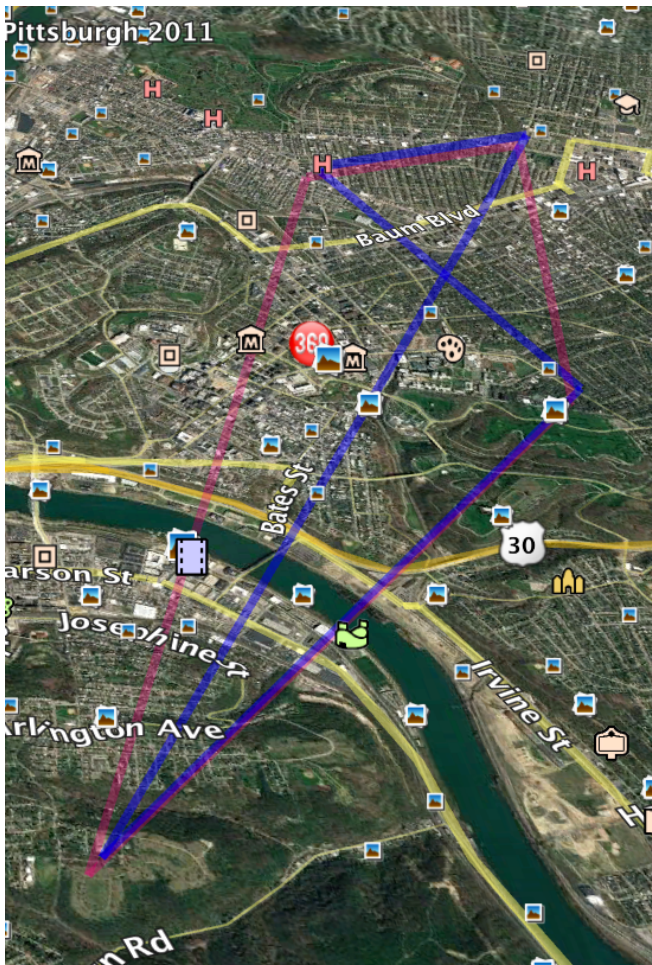 Pittsburgh 2011
H
H
H
H
M
Baum Blvd
M
369
M
Bates St
30
arson St
Josephine St
Arlington Ave
Irvine St
H
n Rd